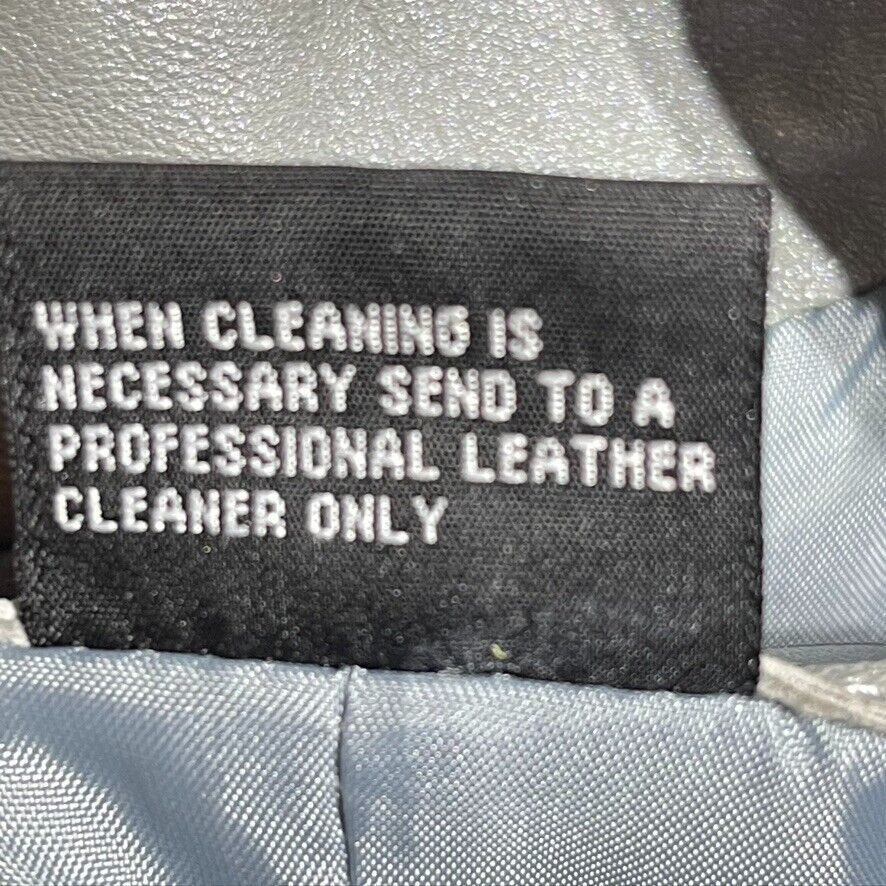 WHEN CLEANING IS
NECESSARY SEND TO A
PROFESSIONAL LEATHER
CLEANER ONLY